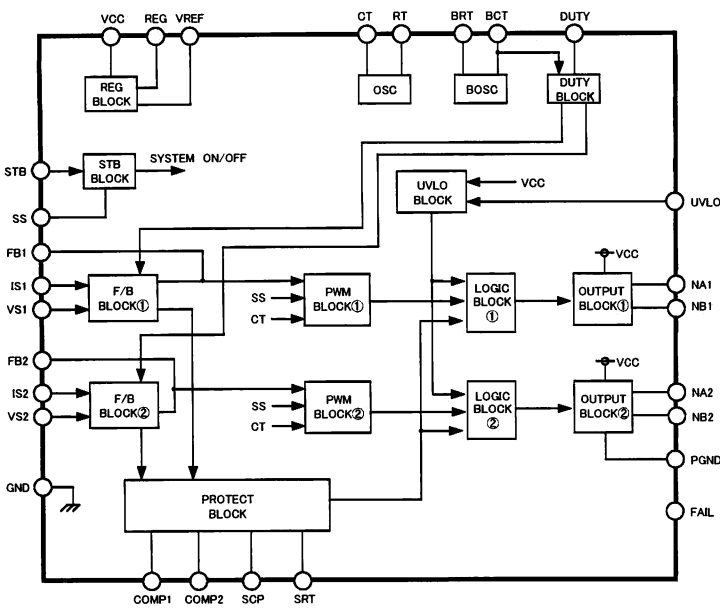 VCC REG VREF CT RT BRT BCT DUTY
REG
BLOCK
OSC
BOSC
DUTY
BLOCK
STB
STB
BLOCK
SYSTEM ON/OFF
SS
UVLO
BLOCK
VCC
UVLO
FB1
IS1
VS1
F/B
BLOCK①
SS
CT
PWM
BLOCK①
LOGIC
BLOCK
①
VCC
OUTPUT
BLOCK①
NA1
NB1
FB2
IS2
VS2
F/B
BLOCK②
SS
CT
PWM
BLOCK②
LOGIC
BLOCK
②
VCC
OUTPUT
BLOCK②
NA2
NB2
PGND
GND
PROTECT
BLOCK
FAIL
COMP1 COMP2 SCP SRT